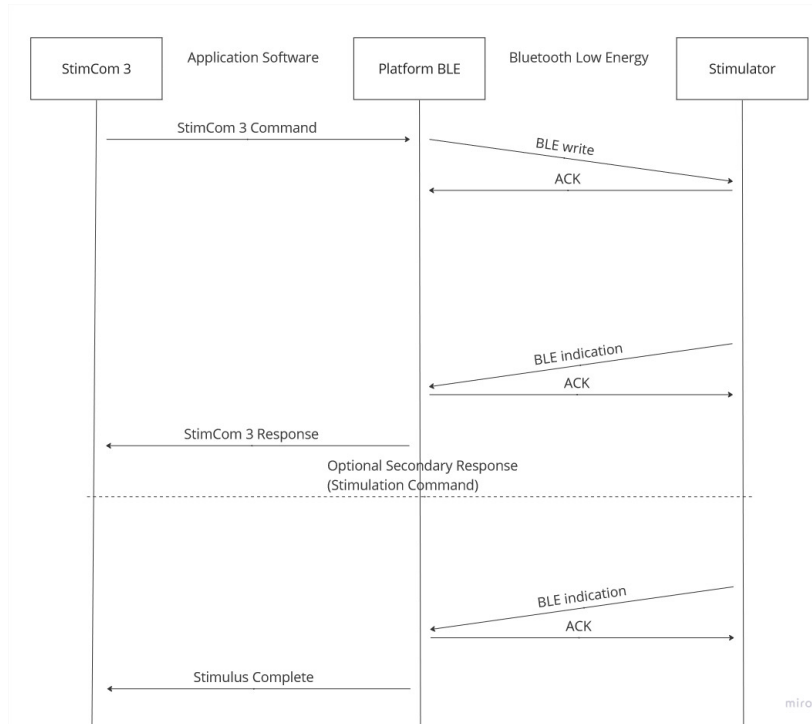 StimCom 3
Application Software
Platform BLE
Bluetooth Low Energy
Stimulator
StimCom 3 Command
BLE write
ACK
BLE indication
ACK
StimCom 3 Response
Optional Secondary Response
(Stimulation Command)
BLE indication
ACK
Stimulus Complete
miro